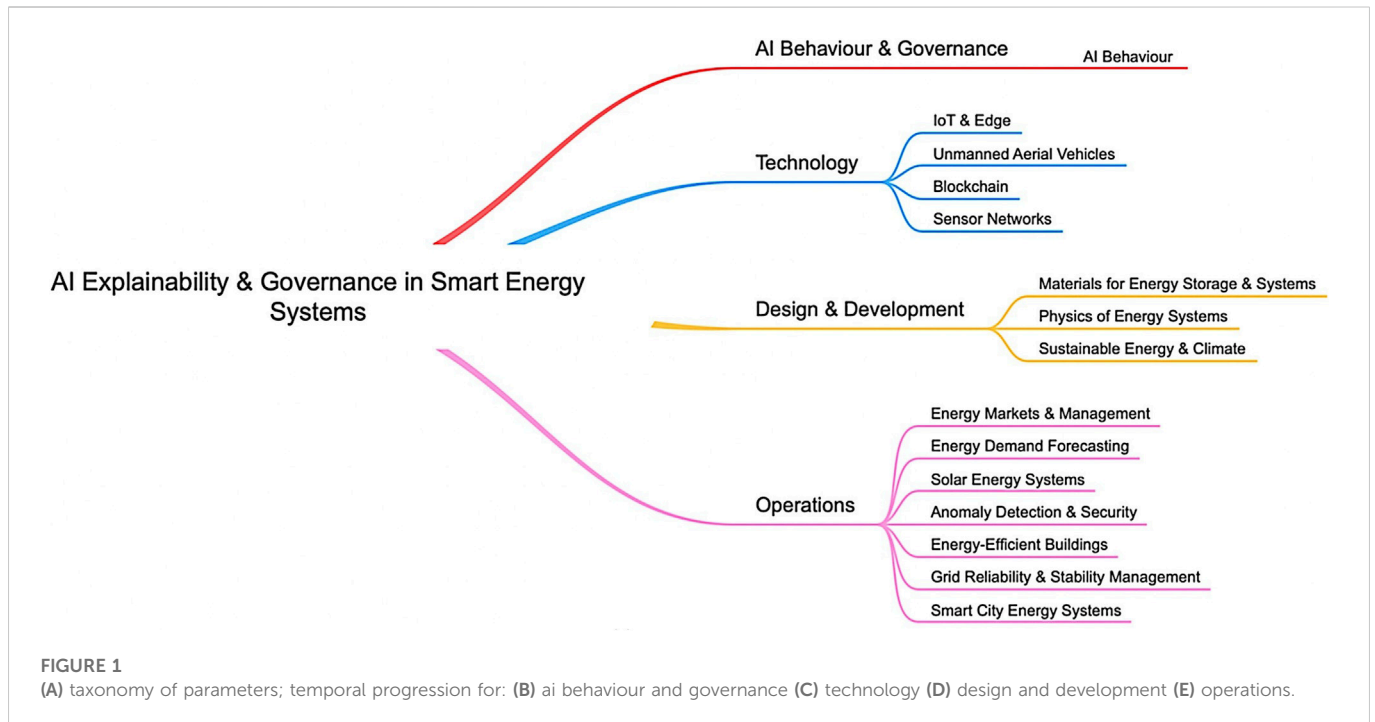 AI Behaviour & Governance
AI Behaviour
IoT & Edge
Unmanned Aerial Vehicles
Technology
Blockchain
Sensor Networks
AI Explainability & Governance in Smart Energy
Systems
Materials for Energy Storage & Systems
Design & Development
Physics of Energy Systems
Sustainable Energy & Climate
Energy Markets & Management
Energy Demand Forecasting
Solar Energy Systems
Operations
Anomaly Detection & Security
Energy-Efficient Buildings
Grid Reliability & Stability Management
Smart City Energy Systems
FIGURE 1
(A) taxonomy of parameters; temporal progression for: (B) ai behaviour and governance (C) technology (D) design and development (E) operations.